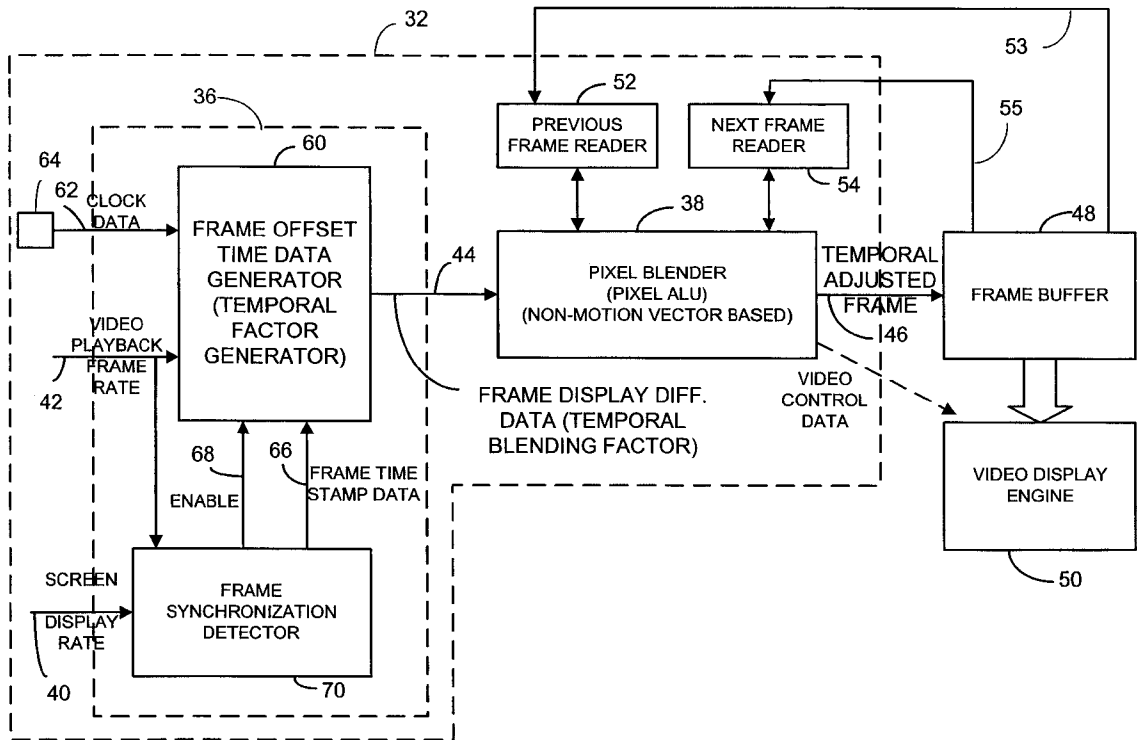 32
53
36
52
PREVIOUS
FRAME READER
NEXT FRAME
READER
54
55
64
62
CLOCK
DATA
60
FRAME OFFSET
TIME DATA
GENERATOR
(TEMPORAL
FACTOR
GENERATOR)
44
38
PIXEL BLENDER
(PIXEL ALU)
(NON-MOTION VECTOR BASED)
TEMPORAL
ADJUSTED
FRAME
46
48
FRAME BUFFER
VIDEO
PLAYBACK
FRAME
RATE
42
FRAME DISPLAY DIFF.
DATA (TEMPORAL
BLENDING FACTOR)
VIDEO
CONTROL
DATA
68
ENABLE
66
FRAME TIME
STAMP DATA
VIDEO DISPLAY
ENGINE
50
SCREEN
DISPLAY
RATE
40
FRAME
SYNCHRONIZATION
DETECTOR
70